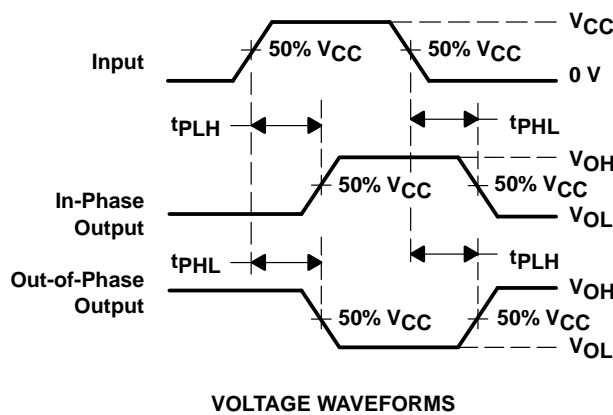 VCC
Input
50% VCC
50% VCC
0 V
tPLH
tPHL
VOH
In-Phase
Output
50% VCC
50% VCC
VOL
tPHL
tPLH
Out-of-Phase
Output
VOH
50% VCC
50% VCC
VOL
VOLTAGE WAVEFORMS